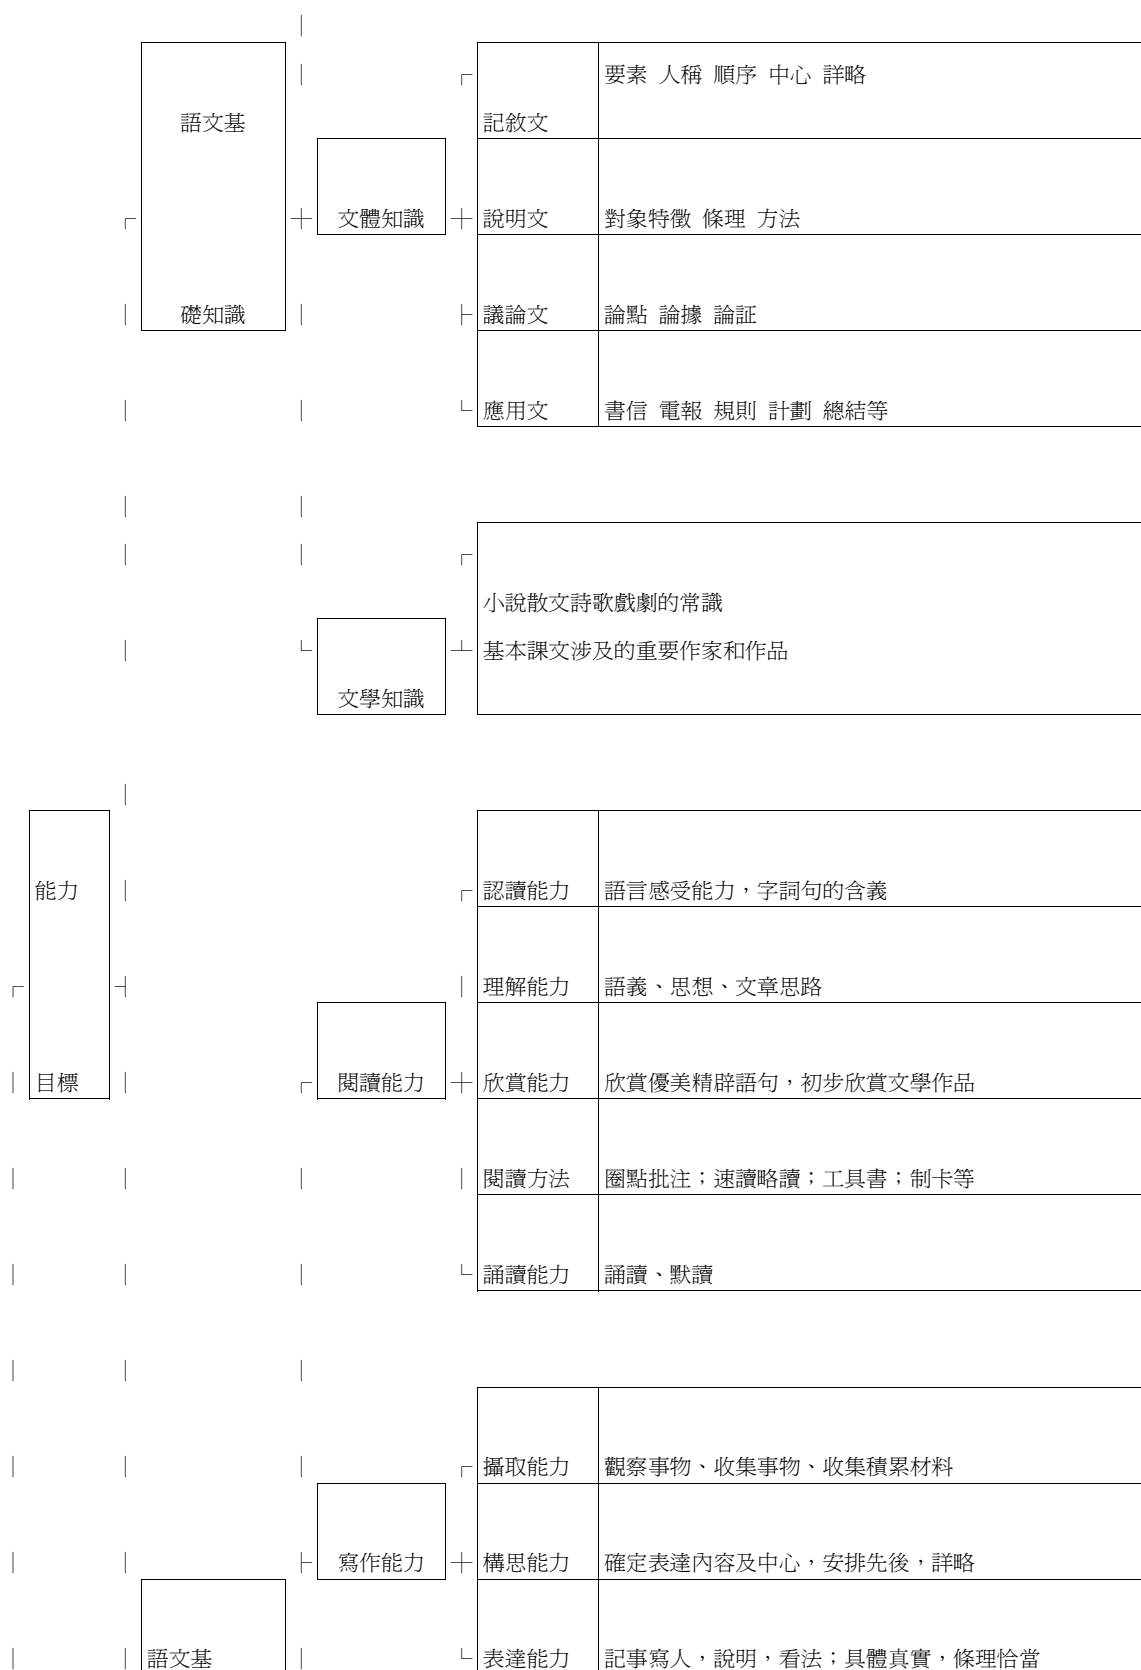 要素 人稱 順序 中心 詳略
語文基 記敘文
文體知識 說明文 對象特徵 條理 方法
礎知識 議論文 論點 論據 論証
應用文 書信 電報 規則 計劃 總結等
小說散文詩歌戲劇的常識
基本課文涉及的重要作家和作品
文學知識
能力 認讀能力 語言感受能力，字詞句的含義
理解能力 語義、思想、文章思路
目標 閱讀能力 欣賞能力 欣賞優美精辟語句，初步欣賞文學作品
閱讀方法 圈點批注；速讀略讀；工具書；制卡等
誦讀能力 誦讀、默讀
攝取能力 觀察事物、收集事物、收集積累材料
寫作能力 構思能力 確定表達內容及中心，安排先後，詳略
語文基 表達能力 記事寫人，說明，看法；具體真實，條理恰當